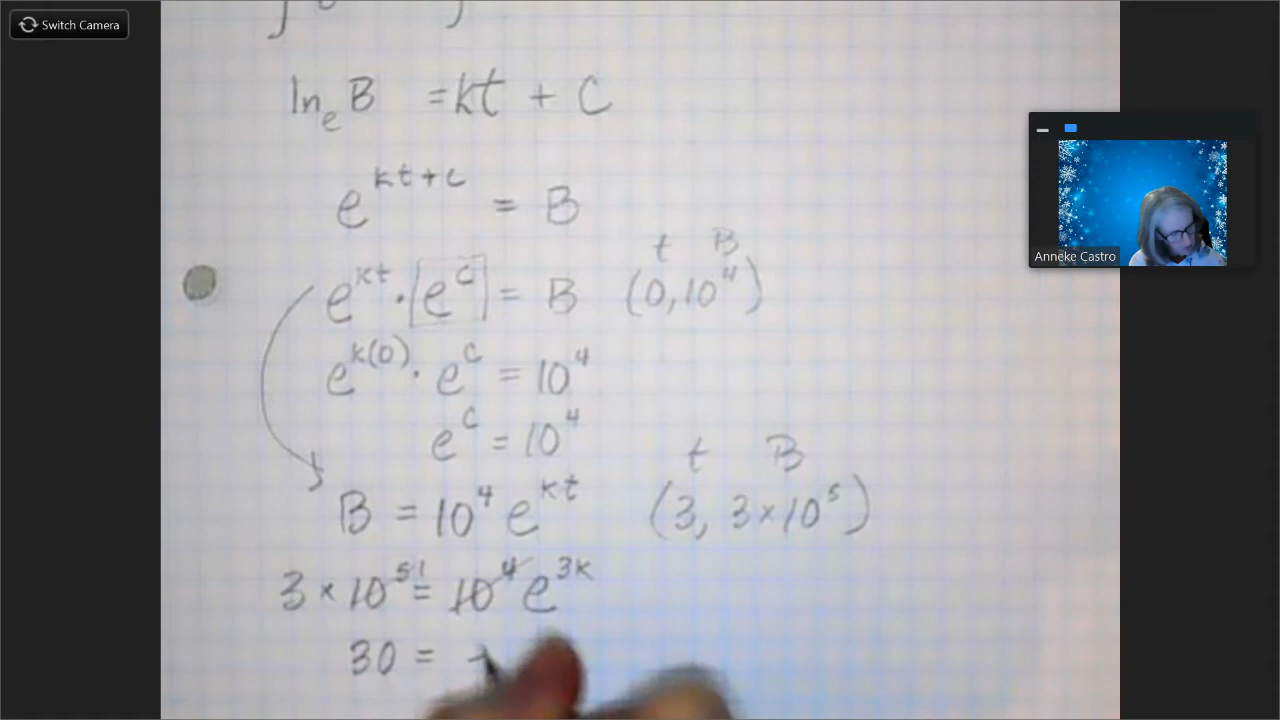 Switch Camera
ln_e B = kt + C
e^{kt+c} = B
t B
e^{kt} · e^c = B (0, 10^4)
e^{k(0)} · e^c = 10^4
e^c = 10^4
t B
B = 10^4 e^{kt} (3, 3×10^5)
3 × 10^{51} = 10^4 e^{3k}
30 =
Anneke Castro